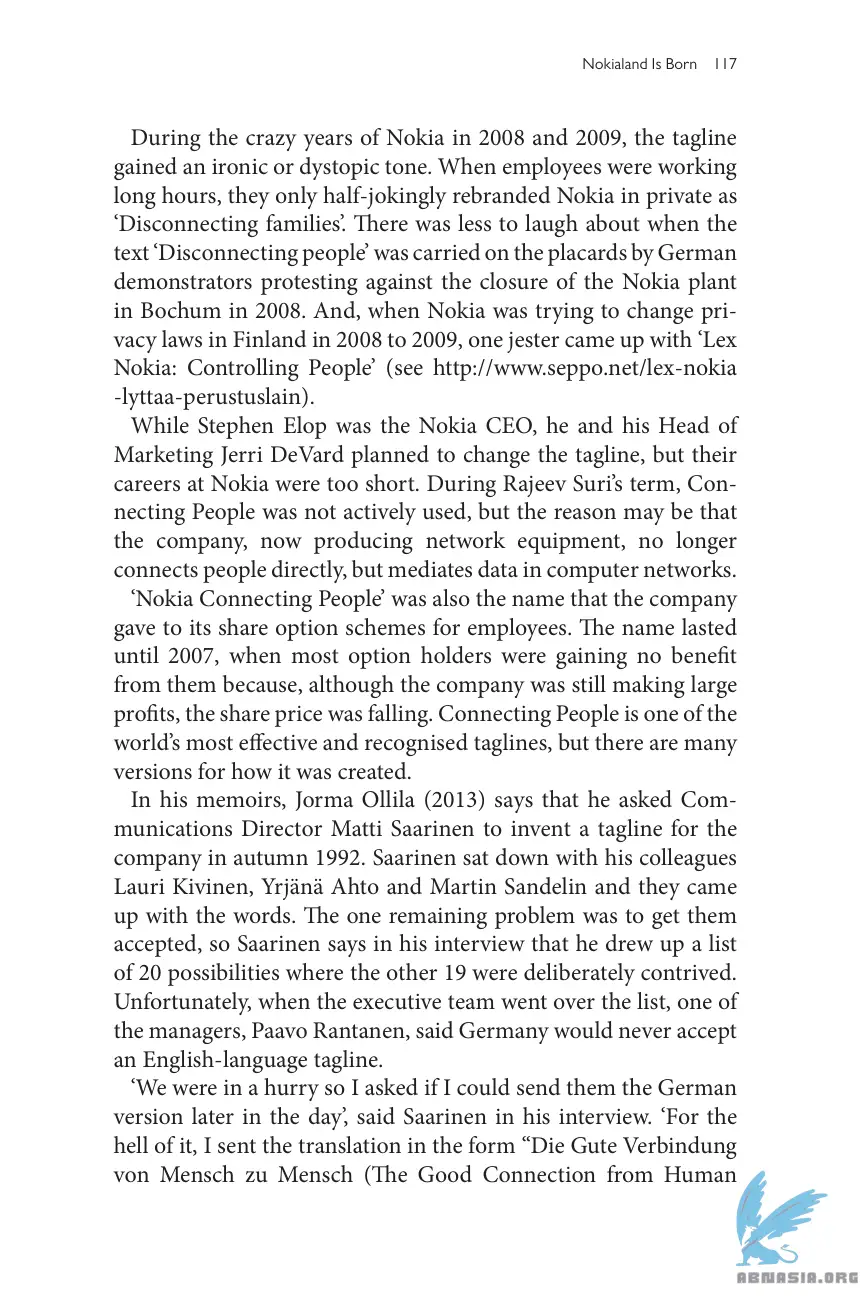 Nokialand Is Born 117
During the crazy years of Nokia in 2008 and 2009, the tagline
gained an ironic or dystopic tone. When employees were working
long hours, they only half-jokingly rebranded Nokia in private as
‘Disconnecting families’. There was less to laugh about when the
text ‘Disconnecting people’ was carried on the placards by German
demonstrators protesting against the closure of the Nokia plant
in Bochum in 2008. And, when Nokia was trying to change pri-
vacy laws in Finland in 2008 to 2009, one jester came up with ‘Lex
Nokia: Controlling People’ (see http://www.seppo.net/lex-nokia
-lyttaa-perustuslain).
While Stephen Elop was the Nokia CEO, he and his Head of
Marketing Jerri DeVard planned to change the tagline, but their
careers at Nokia were too short. During Rajeev Suri’s term, Con-
necting People was not actively used, but the reason may be that
the company, now producing network equipment, no longer
connects people directly, but mediates data in computer networks.
‘Nokia Connecting People’ was also the name that the company
gave to its share option schemes for employees. The name lasted
until 2007, when most option holders were gaining no benefit
from them because, although the company was still making large
profits, the share price was falling. Connecting People is one of the
world’s most effective and recognised taglines, but there are many
versions for how it was created.
In his memoirs, Jorma Ollila (2013) says that he asked Com-
munications Director Matti Saarinen to invent a tagline for the
company in autumn 1992. Saarinen sat down with his colleagues
Lauri Kivinen, Yrjänä Ahto and Martin Sandelin and they came
up with the words. The one remaining problem was to get them
accepted, so Saarinen says in his interview that he drew up a list
of 20 possibilities where the other 19 were deliberately contrived.
Unfortunately, when the executive team went over the list, one of
the managers, Paavo Rantanen, said Germany would never accept
an English-language tagline.
‘We were in a hurry so I asked if I could send them the German
version later in the day’, said Saarinen in his interview. ‘For the
hell of it, I sent the translation in the form “Die Gute Verbindung
von Mensch zu Mensch (The Good Connection from Human
ABNASIA.ORG